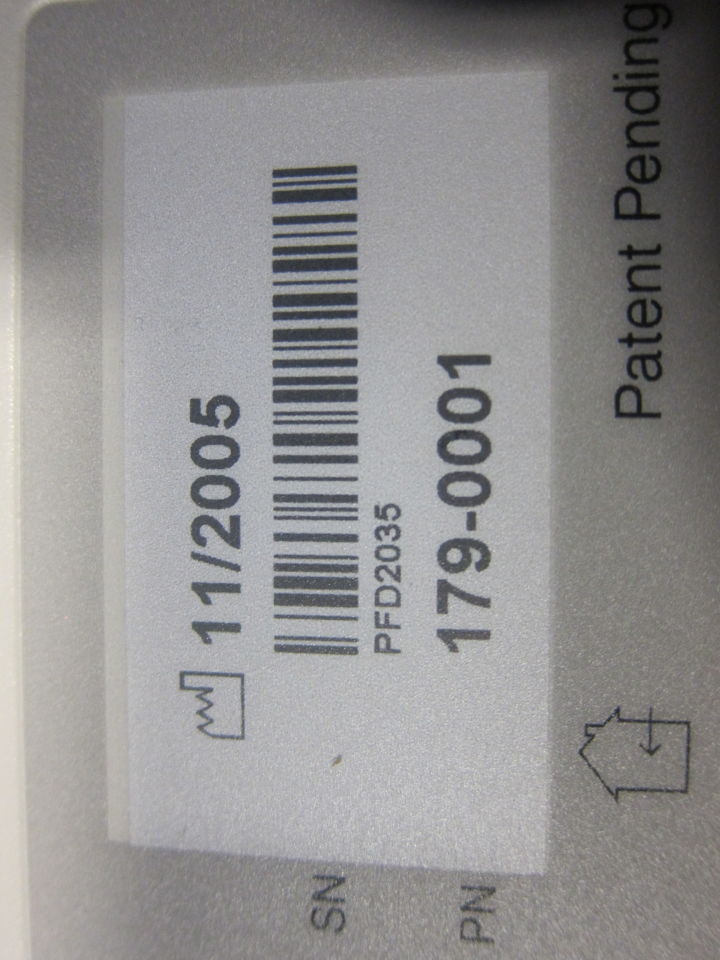 11/2005
SN
PFD2035
PN 179-0001
Patent Pending